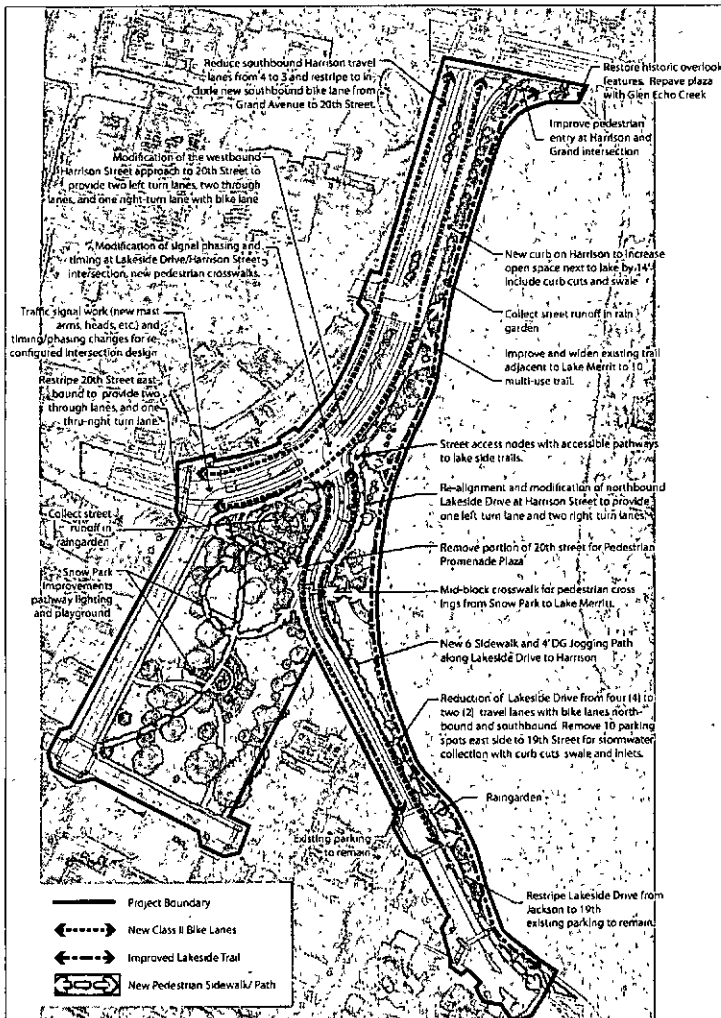 Reduce southbound Harrison travel
lanes from 4 to 3 and restripe to in
clude new southbound bike lane from
Grand Avenue to 20th Street.
Restore historic overlook
features. Repave plaza
with Glen Echo Creek
Improve pedestrian
entry at Harrison and
Grand intersection
Modification of the westbound
Harrison Street approach to 20th Street to
provide two left turn lanes, two through
lanes, and one right-turn lane with bike lane
Modification of signal phasing and
timing at Lakeside Drive/Harrison Street
intersection, new pedestrian crosswalks.
New curb on Harrison to increase
open space next to lake by 14'
Include curb cuts and swale
Traffic signal work (new mast
arms, heads, etc.) and
timing/phasing changes for re
configured intersection design
Collect street runoff in rain
garden
Improve and widen existing trail
adjacent to Lake Merrit to 10
multi-use trail.
Restripe 20th Street east
bound to provide two
through lanes, and one
thru-right turn lane
Street access nodes with accessible pathways
to lake side trails.
Re-alignment and modification of northbound
Lakeside Drive at Harrison Street to provide
one left turn lane and two right turn lanes.
Collect street
runoff in
raingarden
Remove portion of 20th street for Pedestrian
Promenade Plaza
Snow Park
improvements
pathway lighting
and playground
Mid-block crosswalk for pedestrian cross
ings from Snow Park to Lake Merritt.
New 6 Sidewalk and 4' DG Jogging Path
along Lakeside Drive to Harrison
Reduction of Lakeside Drive from four (4) to
two (2) travel lanes with bike lanes north-
bound and southbound. Remove 10 parking
spots east side to 19th Street for stormwater
collection with curb cuts swale and inlets.
Raingarden
Existing parking
to remain
Restripe Lakeside Drive from
Jackson to 19th
existing parking to remain
Project Boundary
New Class II Bike Lanes
Improved Lakeside Trail
New Pedestrian Sidewalk/ Path